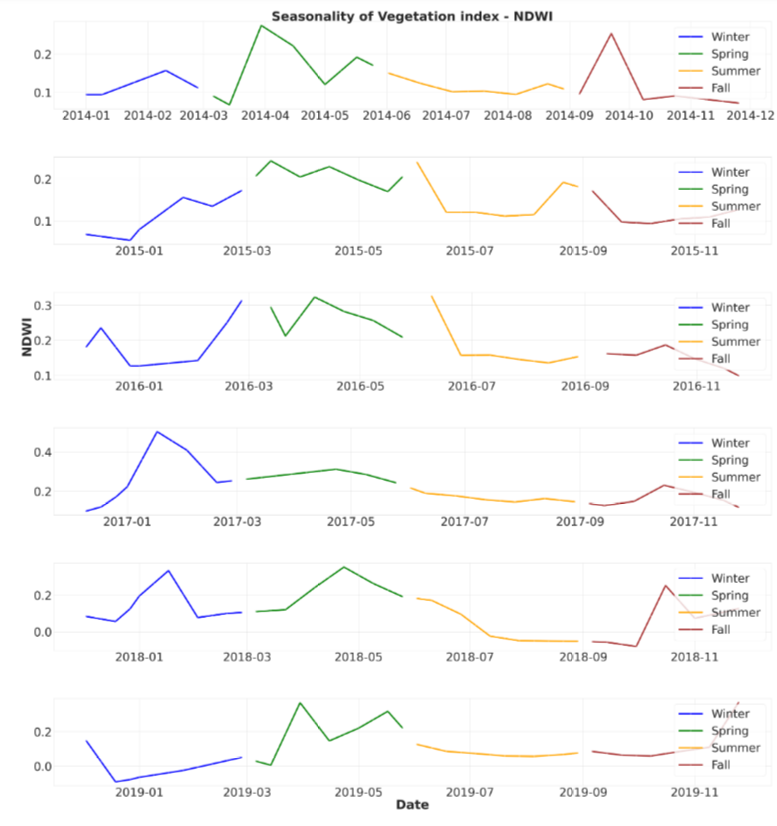 Seasonality of Vegetation index - NDWI
Winter
Spring
Summer
Fall
0.2
0.1
2014-01 2014-02 2014-03 2014-04 2014-05 2014-06 2014-07 2014-08 2014-09 2014-10 2014-11 2014-12
Winter
Spring
Summer
Fall
0.2
0.1
2015-01 2015-03 2015-05 2015-07 2015-09 2015-11
NDWI
Winter
Spring
Summer
Fall
0.3
0.2
0.1
2016-01 2016-03 2016-05 2016-07 2016-09 2016-11
Winter
Spring
Summer
Fall
0.4
0.2
2017-01 2017-03 2017-05 2017-07 2017-09 2017-11
Winter
Spring
Summer
Fall
0.2
0.0
2018-01 2018-03 2018-05 2018-07 2018-09 2018-11
Winter
Spring
Summer
Fall
0.2
0.0
2019-01 2019-03 2019-05 2019-07 2019-09 2019-11
Date